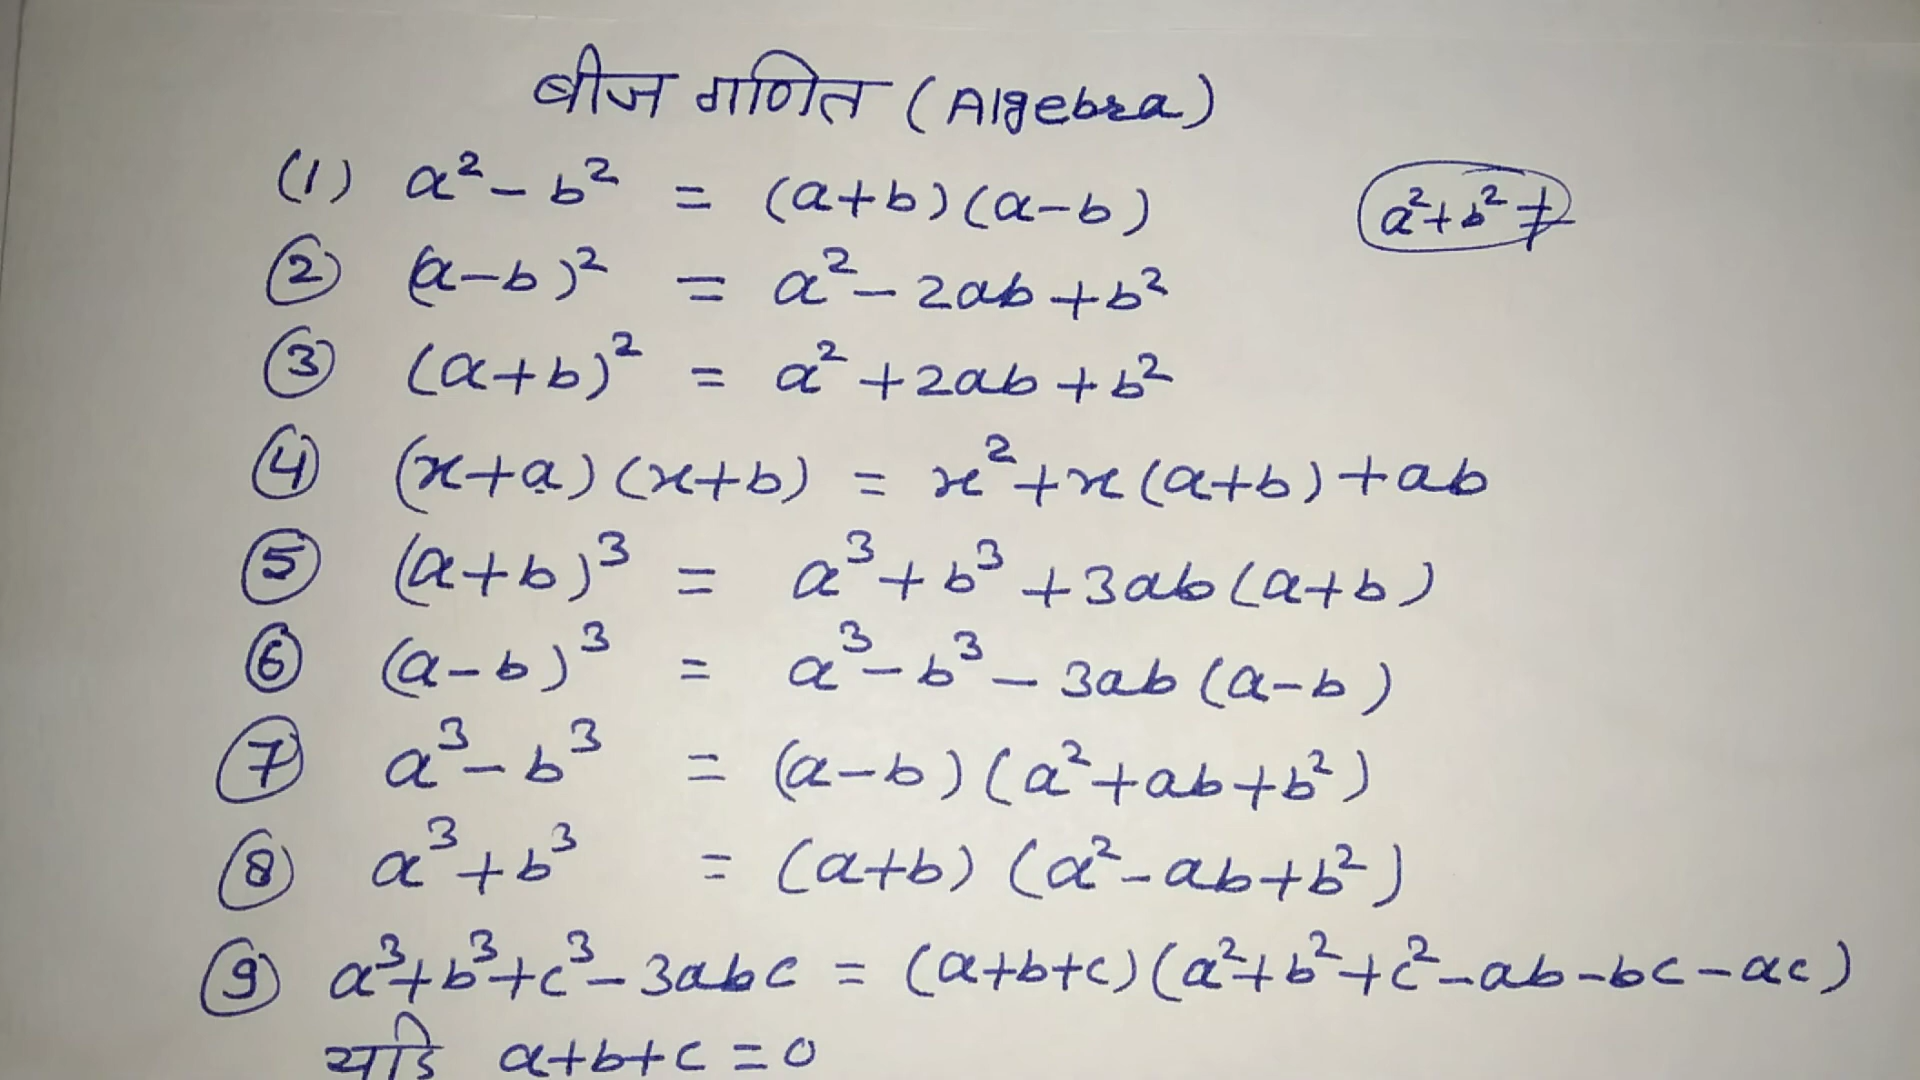 बीज गणित (Algebra)
(1) a² - b² = (a+b)(a-b)
a²+b² ≠
② (a-b)² = a² - 2ab + b²
③ (a+b)² = a² + 2ab + b²
④ (x+a)(x+b) = x² + x(a+b) + ab
⑤ (a+b)³ = a³ + b³ + 3ab(a+b)
⑥ (a-b)³ = a³ - b³ - 3ab(a-b)
⑦ a³ - b³ = (a-b)(a²+ab+b²)
⑧ a³ + b³ = (a+b)(a²-ab+b²)
⑨ a³+b³+c³-3abc = (a+b+c)(a²+b²+c²-ab-bc-ac)
यदि a+b+c = 0